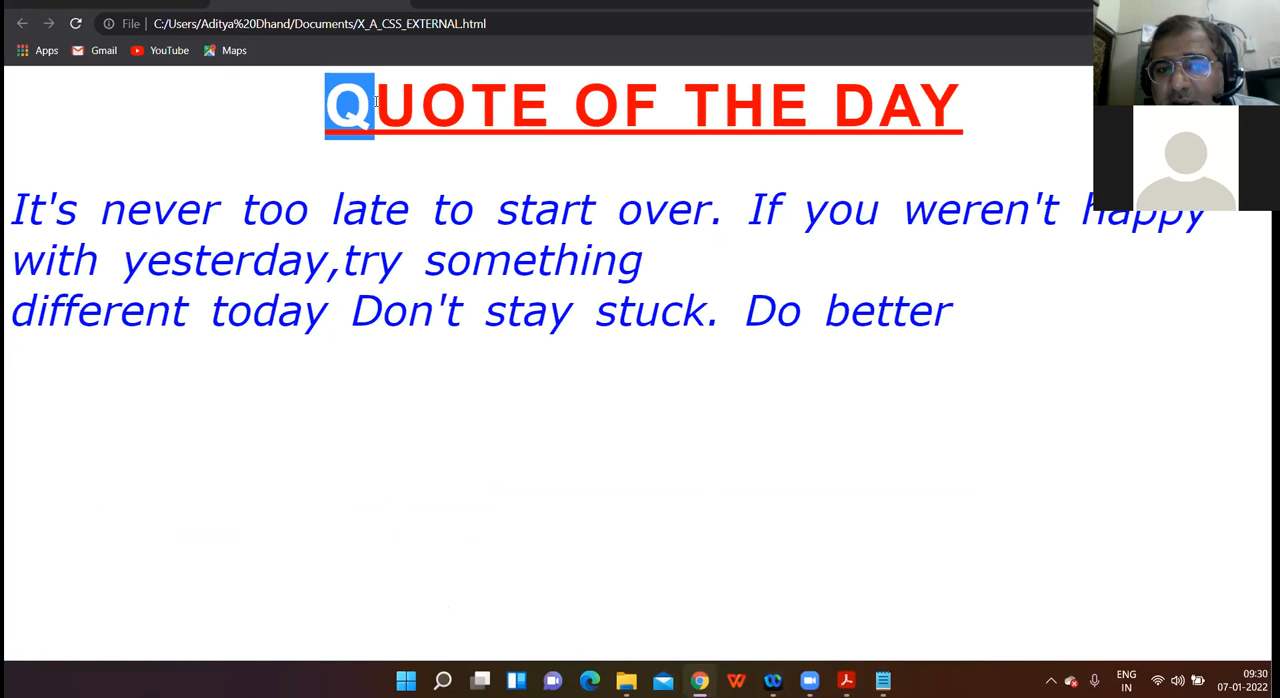 File
C:/Users/Aditya%20Dhand/Documents/X_A_CSS_EXTERNAL.html
Apps Gmail YouTube Maps
QUOTE OF THE DAY
It's never too late to start over. If you weren't happy
with yesterday,try something
different today Don't stay stuck. Do better
ENG
IN
09:30
07-01-2022